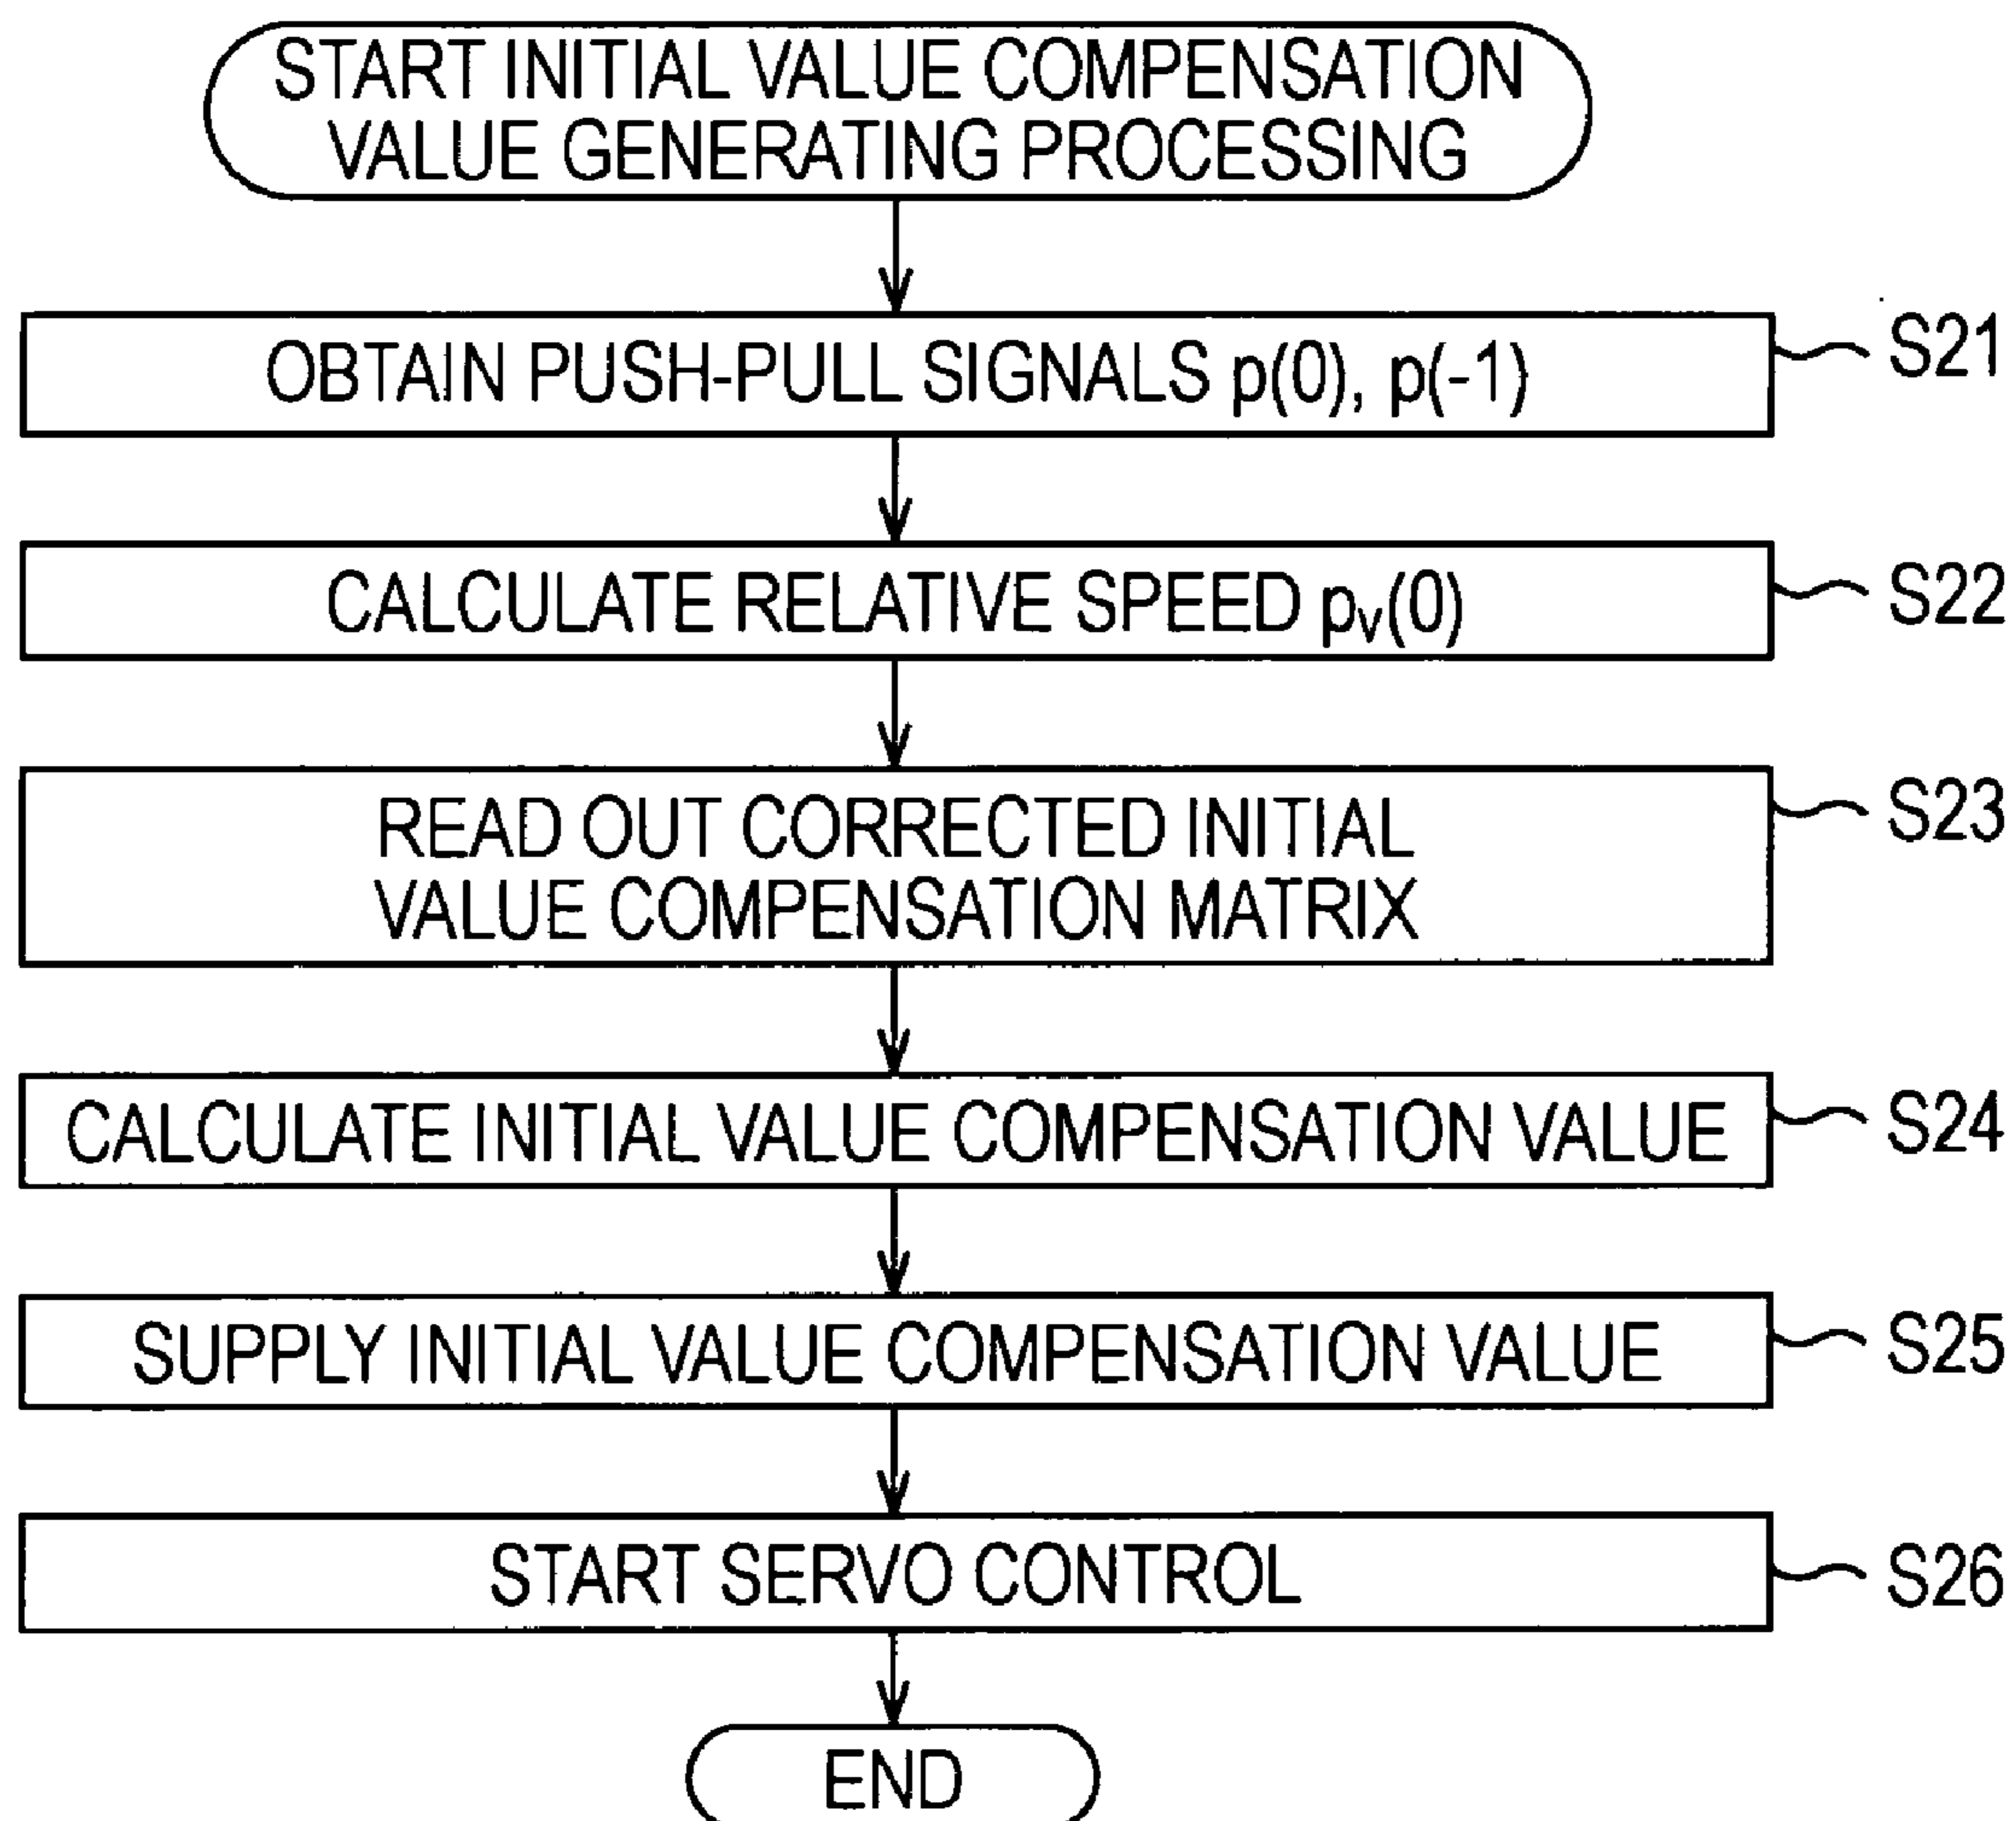 START INITIAL VALUE COMPENSATION
VALUE GENERATING PROCESSING
OBTAIN PUSH-PULL SIGNALS p(0), p(-1)
S21
CALCULATE RELATIVE SPEED pv(0)
S22
READ OUT CORRECTED INITIAL
VALUE COMPENSATION MATRIX
S23
CALCULATE INITIAL VALUE COMPENSATION VALUE
S24
SUPPLY INITIAL VALUE COMPENSATION VALUE
S25
START SERVO CONTROL
S26
END